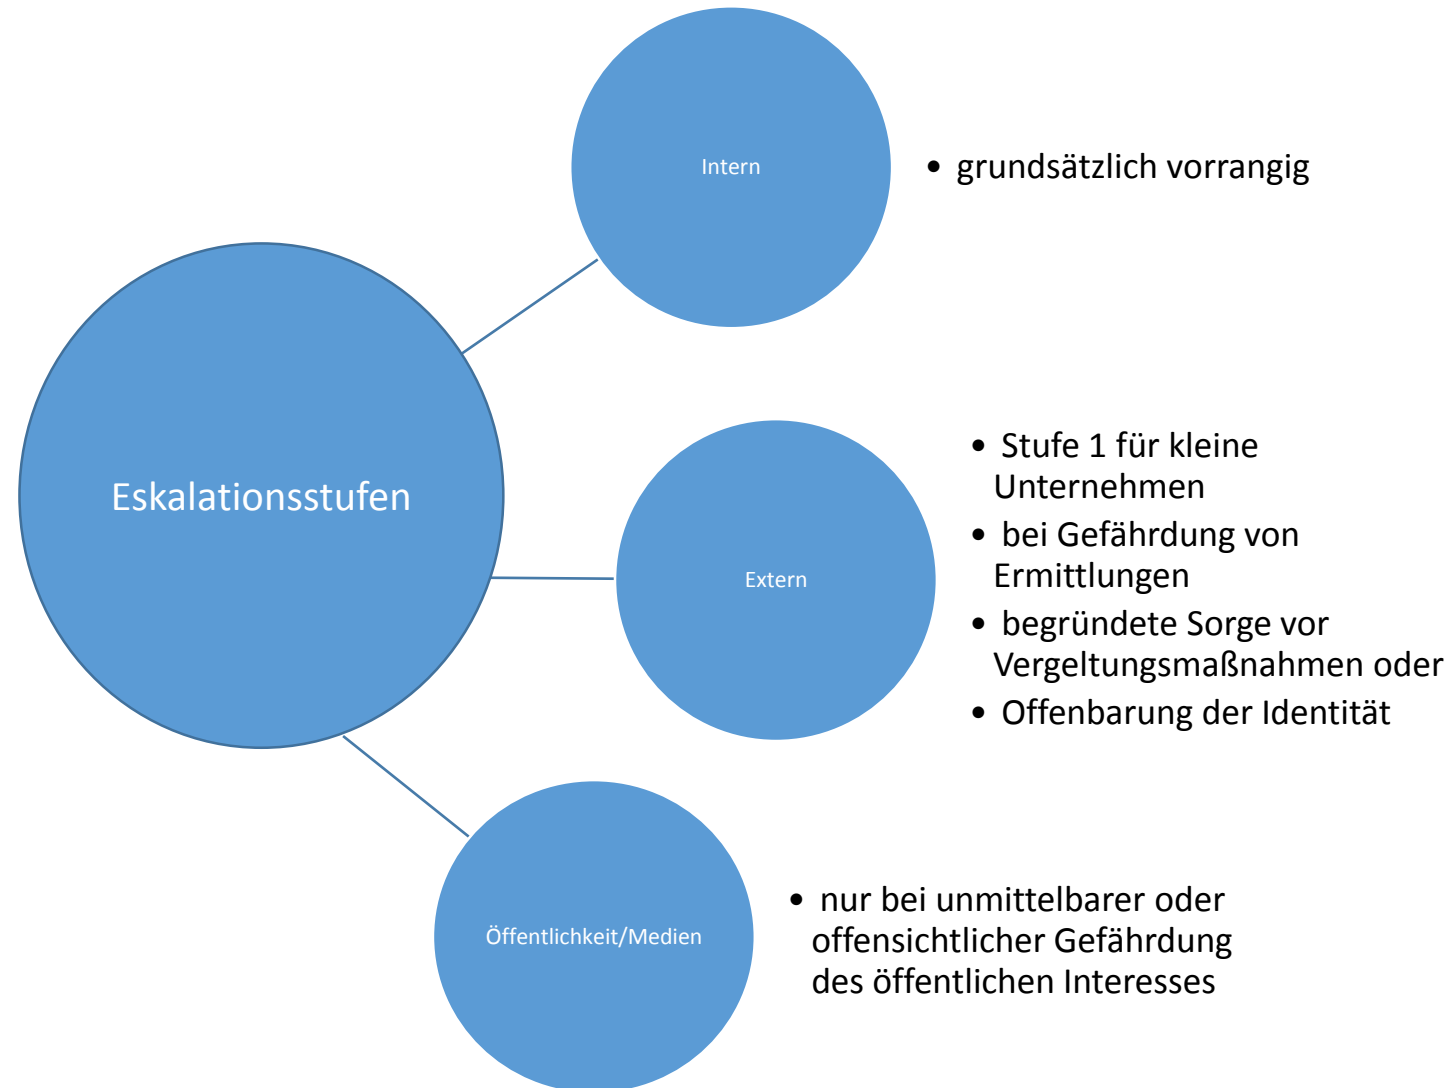 Intern
• grundsätzlich vorrangig
Eskalationsstufen
• Stufe 1 für kleine
Unternehmen
• bei Gefährdung von
Ermittlungen
Extern
• begründete Sorge vor
Vergeltungsmaßnahmen oder
• Offenbarung der Identität
Öffentlichkeit/Medien
• nur bei unmittelbarer oder
offensichtlicher Gefährdung
des öffentlichen Interesses